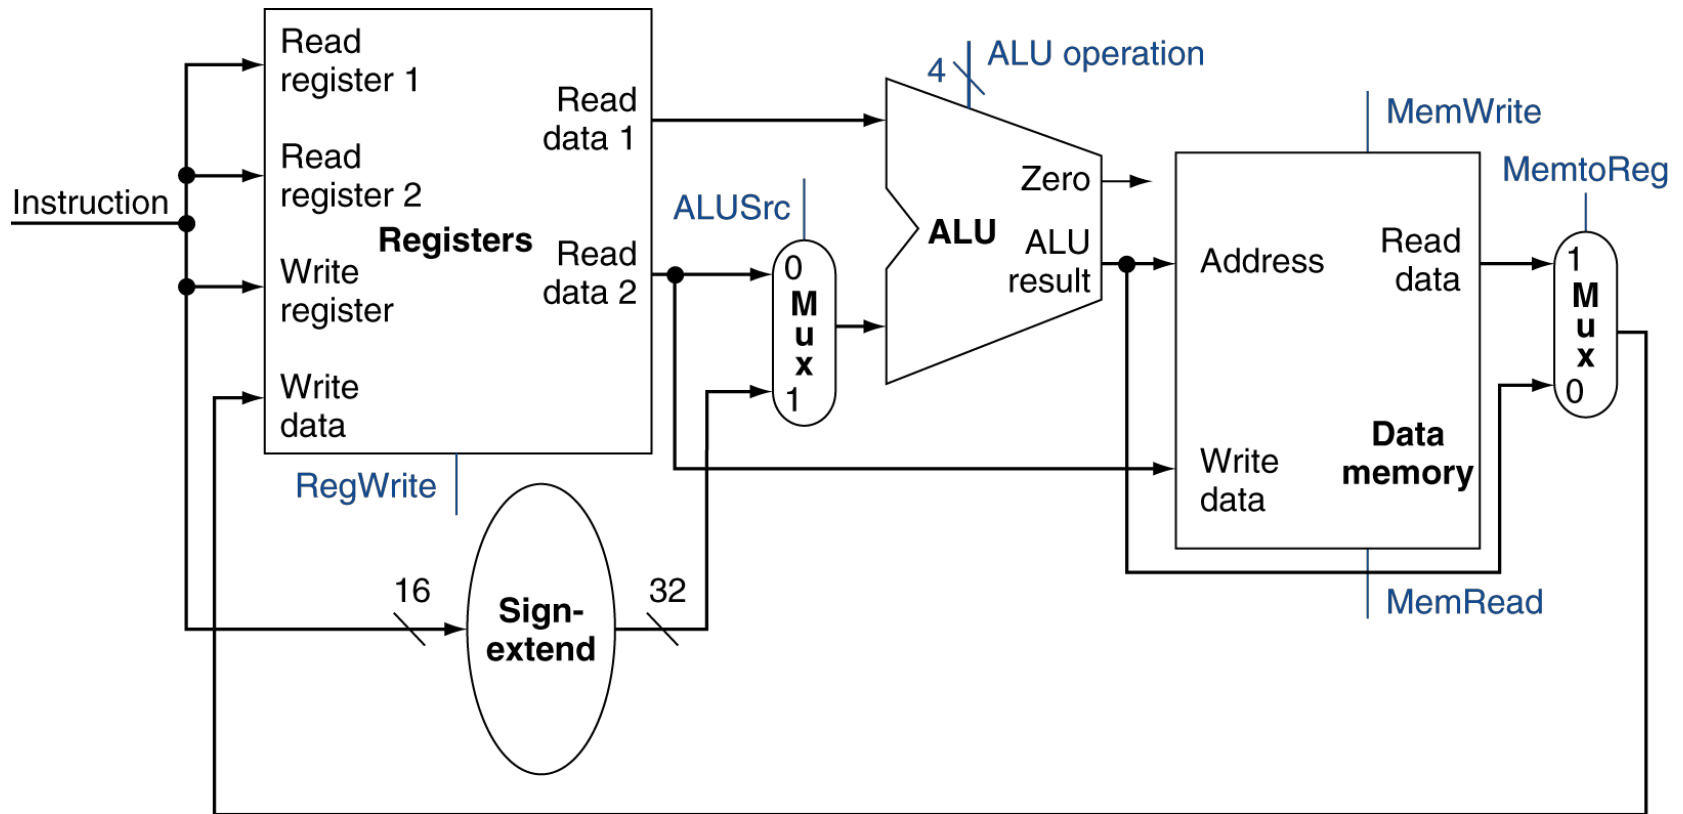 Instruction
Read
register 1
Read
register 2
Write
register
Write
data
Registers
Read
data 1
Read
data 2
RegWrite
16
Sign-
extend
32
ALUSrc
0
M
u
x
1
4
ALU operation
ALU
Zero
ALU
result
MemWrite
Address
Read
data
Write
data
Data
memory
MemRead
MemtoReg
1
M
u
x
0